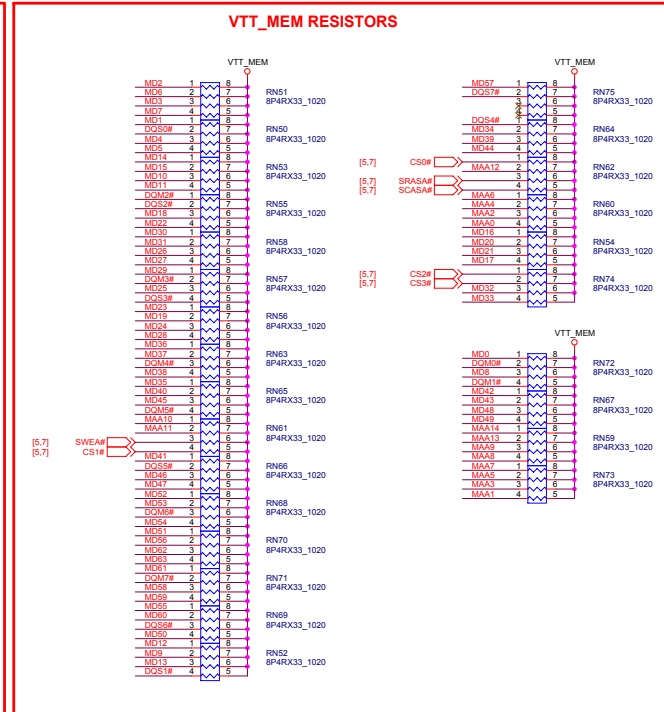 VTT_MEM RESISTORS
VTT_MEM
MD2 1 8
MD6 2 7 RN51
MD3 3 6 8P4RX33_1020
MD7 4 5
MD1 1 8
DQS0# 2 7 RN50
MD4 3 6 8P4RX33_1020
MD5 4 5
MD14 1 8
MD15 2 7 RN53
MD10 3 6 8P4RX33_1020
MD11 4 5
DQM2# 1 8
DQS2# 2 7 RN55
MD18 3 6 8P4RX33_1020
MD22 4 5
MD30 1 8
MD31 2 7 RN58
MD26 3 6 8P4RX33_1020
MD27 4 5
MD29 1 8
DQM3# 2 7 RN57
MD25 3 6 8P4RX33_1020
DQS3# 4 5
MD23 1 8
MD19 2 7 RN56
MD24 3 6 8P4RX33_1020
MD28 4 5
MD36 1 8
MD37 2 7 RN63
DQM4# 3 6 8P4RX33_1020
MD38 4 5
MD35 1 8
MD40 2 7 RN65
MD45 3 6 8P4RX33_1020
DQM5# 4 5
MAA10 1 8
MAA11 2 7 RN61
[5,7] SWEA# 3 6 8P4RX33_1020
[5,7] CS1# 4 5
MD41 1 8
DQS5# 2 7 RN66
MD46 3 6 8P4RX33_1020
MD47 4 5
MD52 1 8
MD53 2 7 RN68
DQM6# 3 6 8P4RX33_1020
MD54 4 5
MD51 1 8
MD56 2 7 RN70
MD62 3 6 8P4RX33_1020
MD63 4 5
MD61 1 8
DQM7# 2 7 RN71
MD58 3 6 8P4RX33_1020
MD59 4 5
MD55 1 8
MD60 2 7 RN69
DQS6# 3 6 8P4RX33_1020
MD50 4 5
MD12 1 8
MD9 2 7 RN52
MD13 3 6 8P4RX33_1020
DQS1# 4 5
VTT_MEM
MD57 1 8
DQS7# 2 7 RN75
3 6 8P4RX33_1020
4 5
DQS4# 1 8
MD34 2 7 RN64
MD39 3 6 8P4RX33_1020
MD44 4 5
[5,7] CS0# 1 8
MAA12 2 7 RN62
[5,7] SRASA# 3 6 8P4RX33_1020
[5,7] SCASA# 4 5
MAA6 1 8
MAA4 2 7 RN60
MAA2 3 6 8P4RX33_1020
MAA0 4 5
MD16 1 8
MD20 2 7 RN54
MD21 3 6 8P4RX33_1020
MD17 4 5
[5,7] CS2# 1 8
[5,7] CS3# 2 7 RN74
MD32 3 6 8P4RX33_1020
MD33 4 5
VTT_MEM
MD0 1 8
DQM0# 2 7 RN72
MD8 3 6 8P4RX33_1020
DQM1# 4 5
MD42 1 8
MD43 2 7 RN67
MD48 3 6 8P4RX33_1020
MD49 4 5
MAA14 1 8
MAA13 2 7 RN59
MAA9 3 6 8P4RX33_1020
MAA8 4 5
MAA7 1 8
MAA5 2 7 RN73
MAA3 3 6 8P4RX33_1020
MAA1 4 5